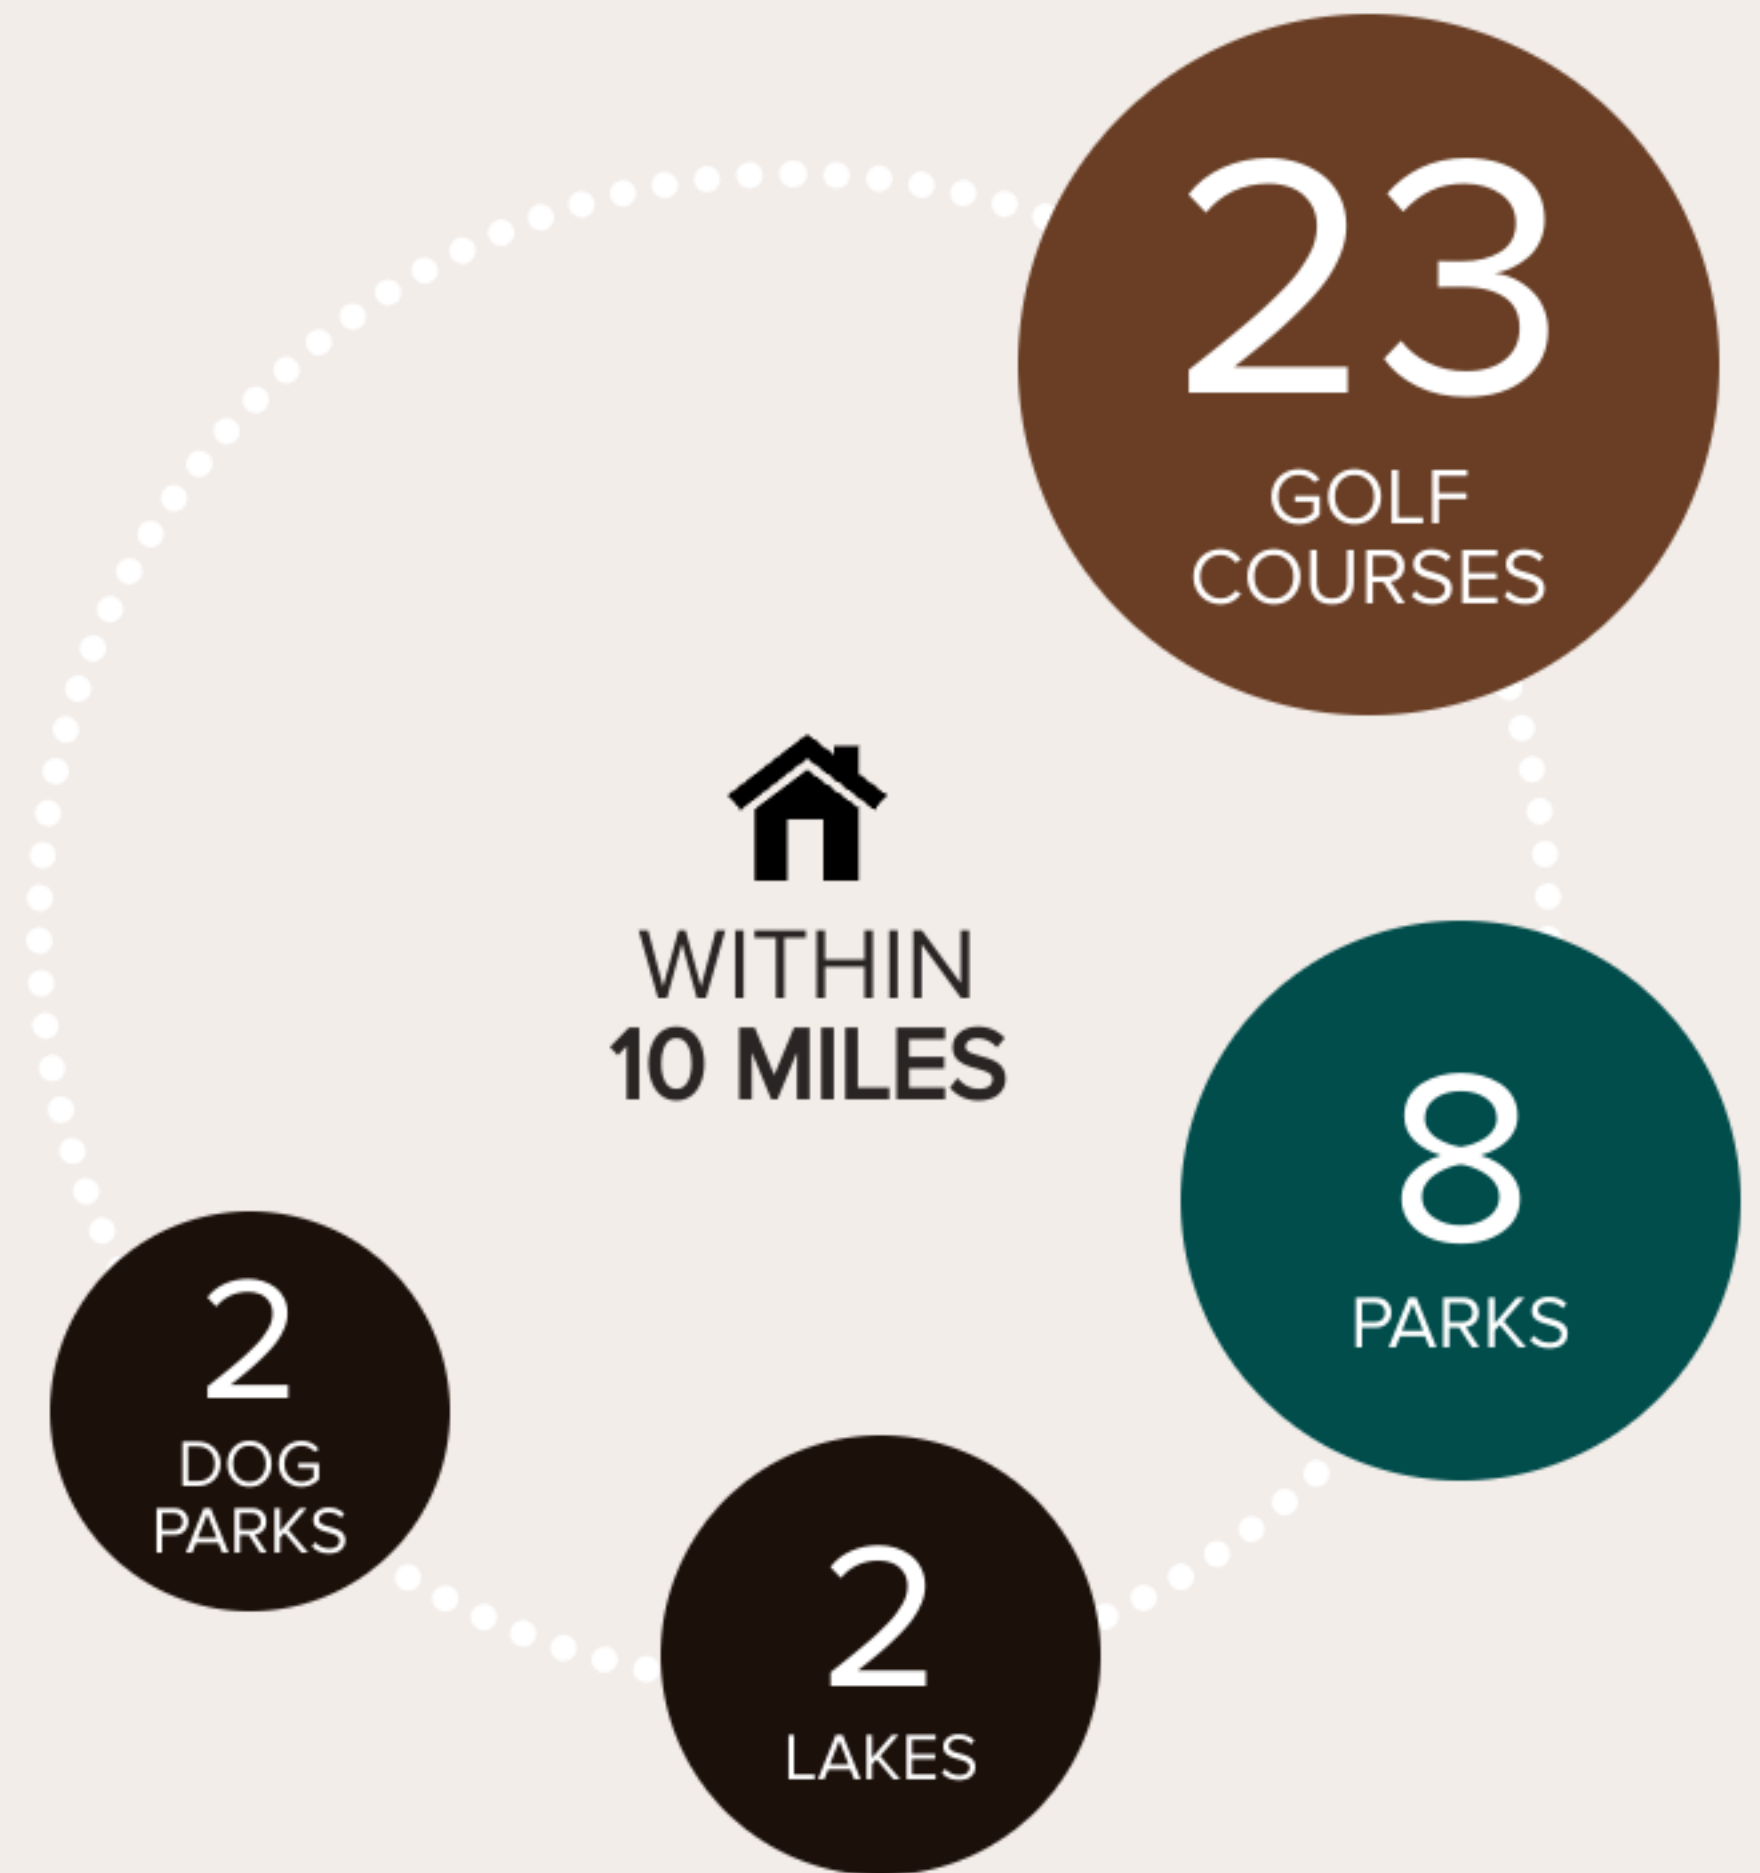 23
GOLF
COURSES
WITHIN
10 MILES
8
PARKS
2
DOG
PARKS
2
LAKES